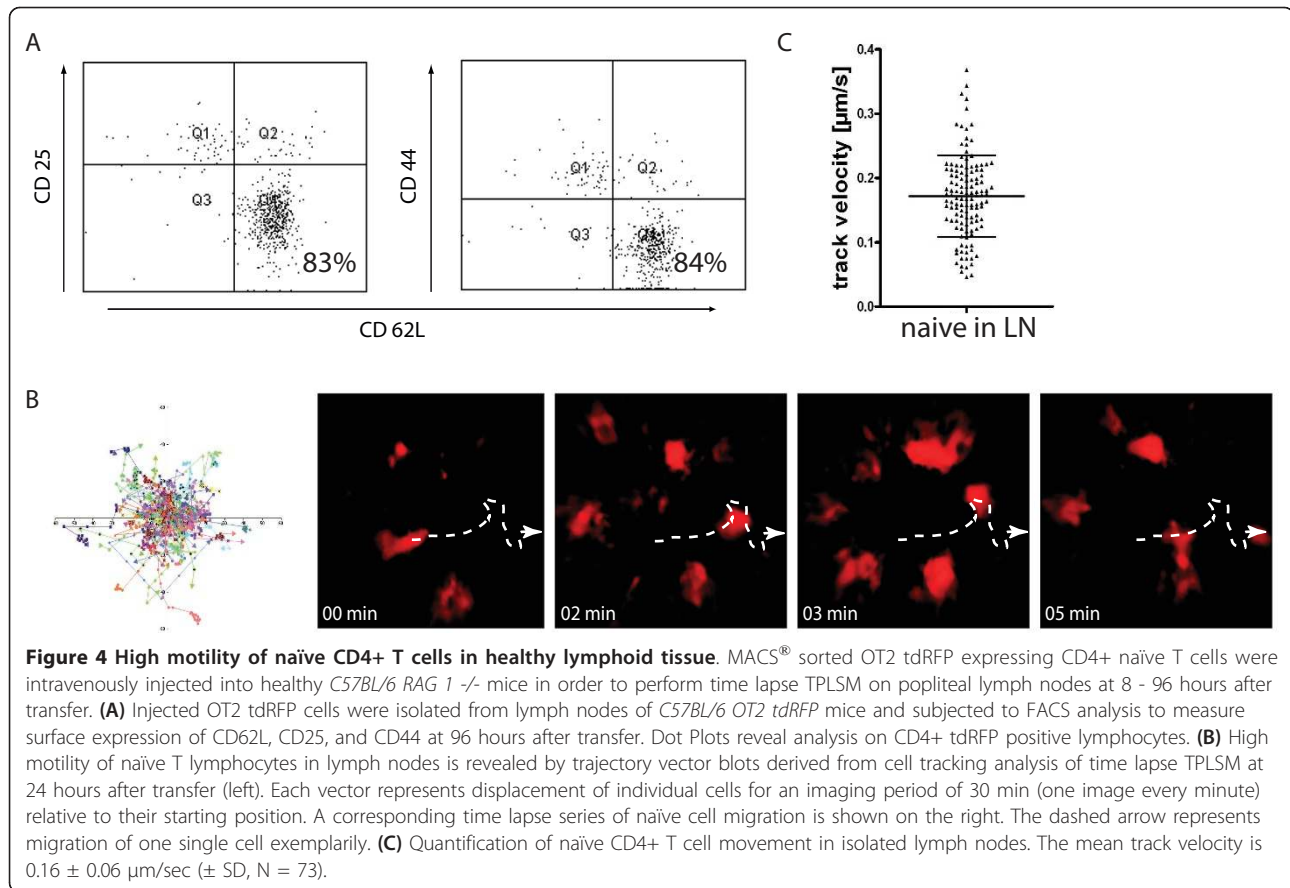 A
CD 25
Q1
Q2
Q3
83%
CD 44
Q1
Q2
Q3
84%
CD 62L
C
track velocity [µm/s]
0.4
0.3
0.2
0.1
0.0
naive in LN
B
00 min
02 min
03 min
05 min
Figure 4 High motility of naïve CD4+ T cells in healthy lymphoid tissue. MACS® sorted OT2 tdRFP expressing CD4+ naïve T cells were
intravenously injected into healthy C57BL/6 RAG 1 -/- mice in order to perform time lapse TPLSM on popliteal lymph nodes at 8 - 96 hours after
transfer. (A) Injected OT2 tdRFP cells were isolated from lymph nodes of C57BL/6 OT2 tdRFP mice and subjected to FACS analysis to measure
surface expression of CD62L, CD25, and CD44 at 96 hours after transfer. Dot Plots reveal analysis on CD4+ tdRFP positive lymphocytes. (B) High
motility of naïve T lymphocytes in lymph nodes is revealed by trajectory vector blots derived from cell tracking analysis of time lapse TPLSM at
24 hours after transfer (left). Each vector represents displacement of individual cells for an imaging period of 30 min (one image every minute)
relative to their starting position. A corresponding time lapse series of naïve cell migration is shown on the right. The dashed arrow represents
migration of one single cell exemplarily. (C) Quantification of naïve CD4+ T cell movement in isolated lymph nodes. The mean track velocity is
0.16 ± 0.06 µm/sec (± SD, N = 73).